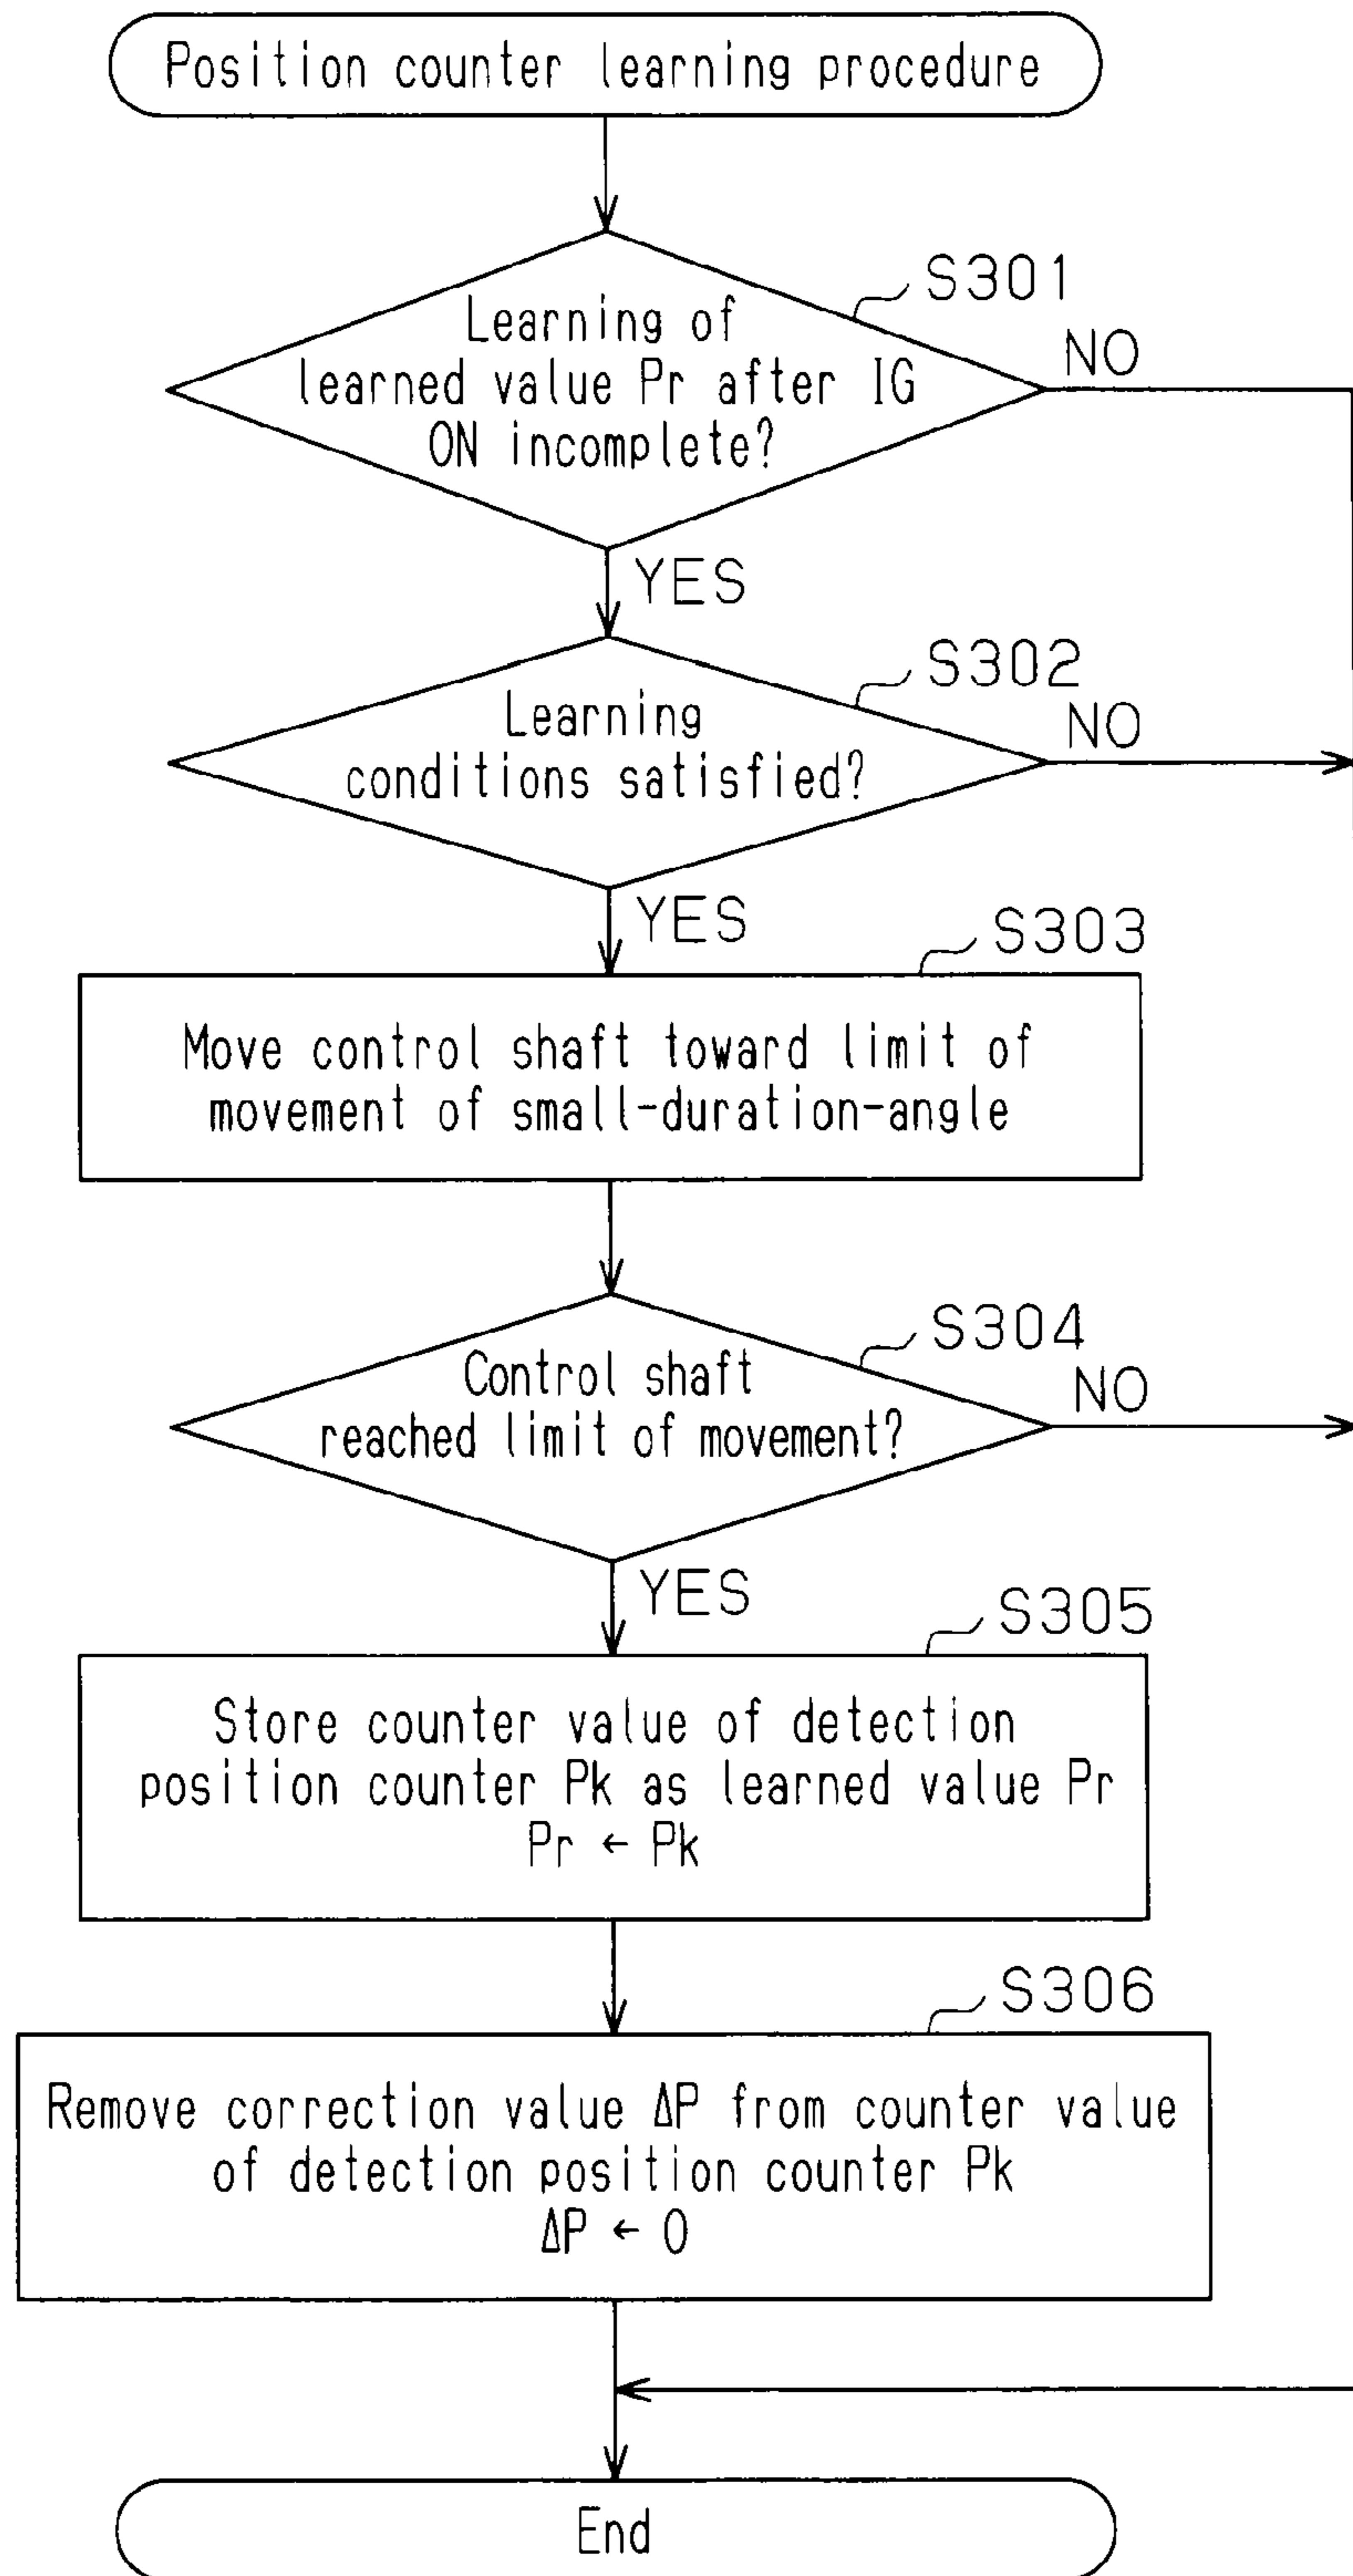 Position counter learning procedure
S301
Learning of
learned value Pr after IG
ON incomplete?
NO
YES
S302
Learning
conditions satisfied?
NO
YES
S303
Move control shaft toward limit of
movement of small-duration-angle
S304
Control shaft
reached limit of movement?
NO
YES
S305
Store counter value of detection
position counter Pk as learned value Pr
Pr ← Pk
S306
Remove correction value ΔP from counter value
of detection position counter Pk
ΔP ← 0
End